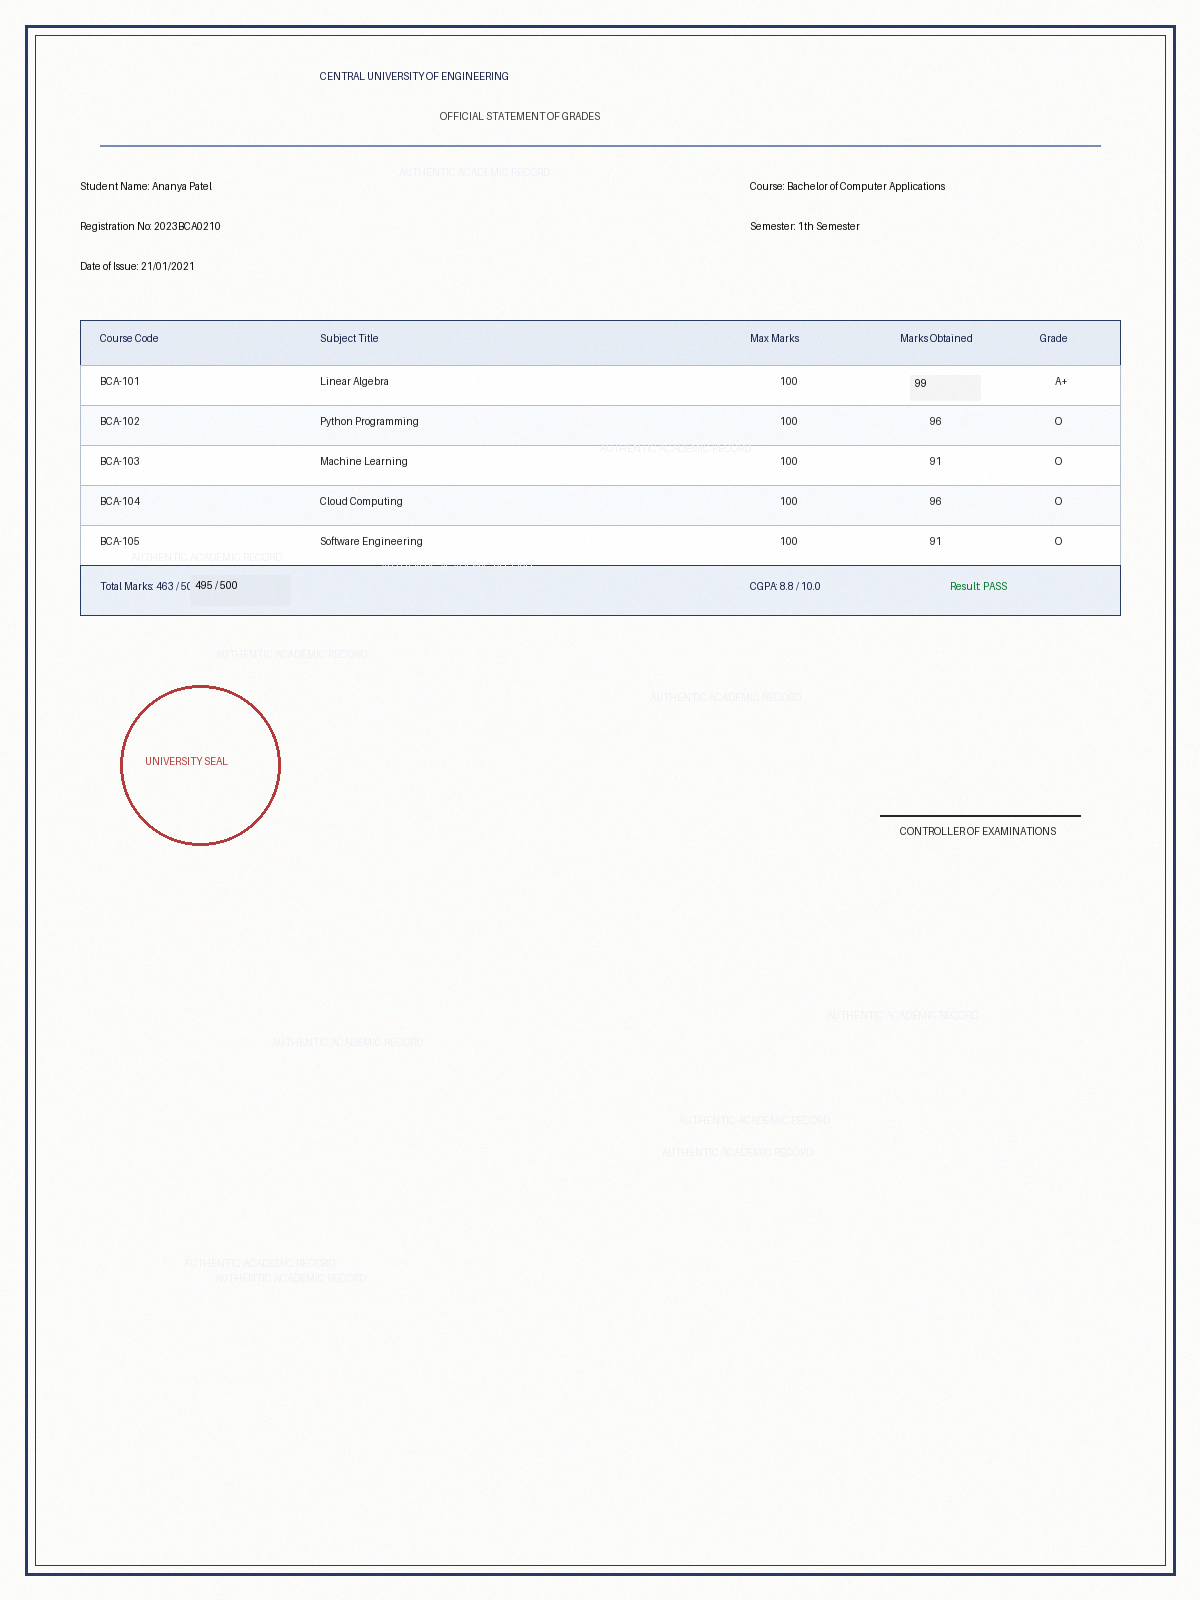 CENTRAL UNIVERSITY OF ENGINEERING
OFFICIAL STATEMENT OF GRADES
AUTHENTIC ACADEMIC RECORD
Student Name: Ananya Patel Course: Bachelor of Computer Applications
Registration No: 2023BCA0210 Semester: 1th Semester
Date of Issue: 21/01/2021
Course Code Subject Title Max Marks Marks Obtained Grade
BCA-101 Linear Algebra 100 99 A+
BCA-102 Python Programming 100 96 O
AUTHENTIC ACADEMIC RECORD
BCA-103 Machine Learning 100 91 O
BCA-104 Cloud Computing 100 96 O
BCA-105 Software Engineering 100 91 O
AUTHENTIC ACADEMIC RECORD
AUTHENTIC ACADEMIC RECORD
Total Marks: 463 / 50 495 / 500 CGPA: 8.8 / 10.0 Result: PASS
AUTHENTIC ACADEMIC RECORD
AUTHENTIC ACADEMIC RECORD
UNIVERSITY SEAL
CONTROLLER OF EXAMINATIONS
AUTHENTIC ACADEMIC RECORD
AUTHENTIC ACADEMIC RECORD
AUTHENTIC ACADEMIC RECORD
AUTHENTIC ACADEMIC RECORD
AUTHENTIC ACADEMIC RECORD
AUTHENTIC ACADEMIC RECORD